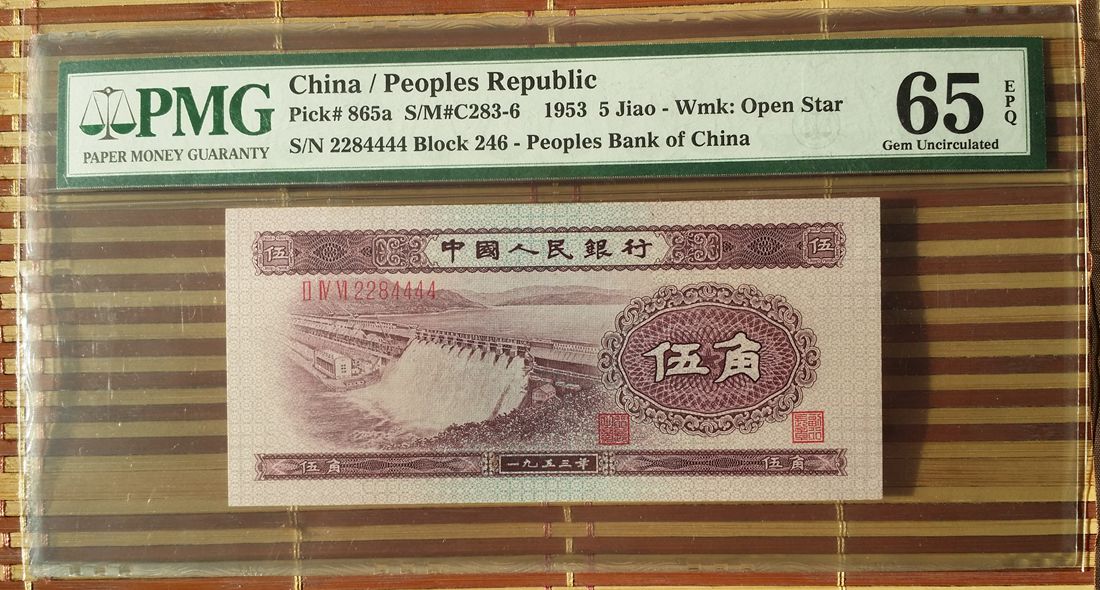 PMG
PAPER MONEY GUARANTY
China / Peoples Republic
Pick# 865a S/M#C283-6 1953 5 Jiao - Wmk: Open Star
S/N 2284444 Block 246 - Peoples Bank of China
65
EPQ
Gem Uncirculated
中國人民銀行
伍
伍
II IV VI 2284444
伍角
伍角
一九五三年
伍角